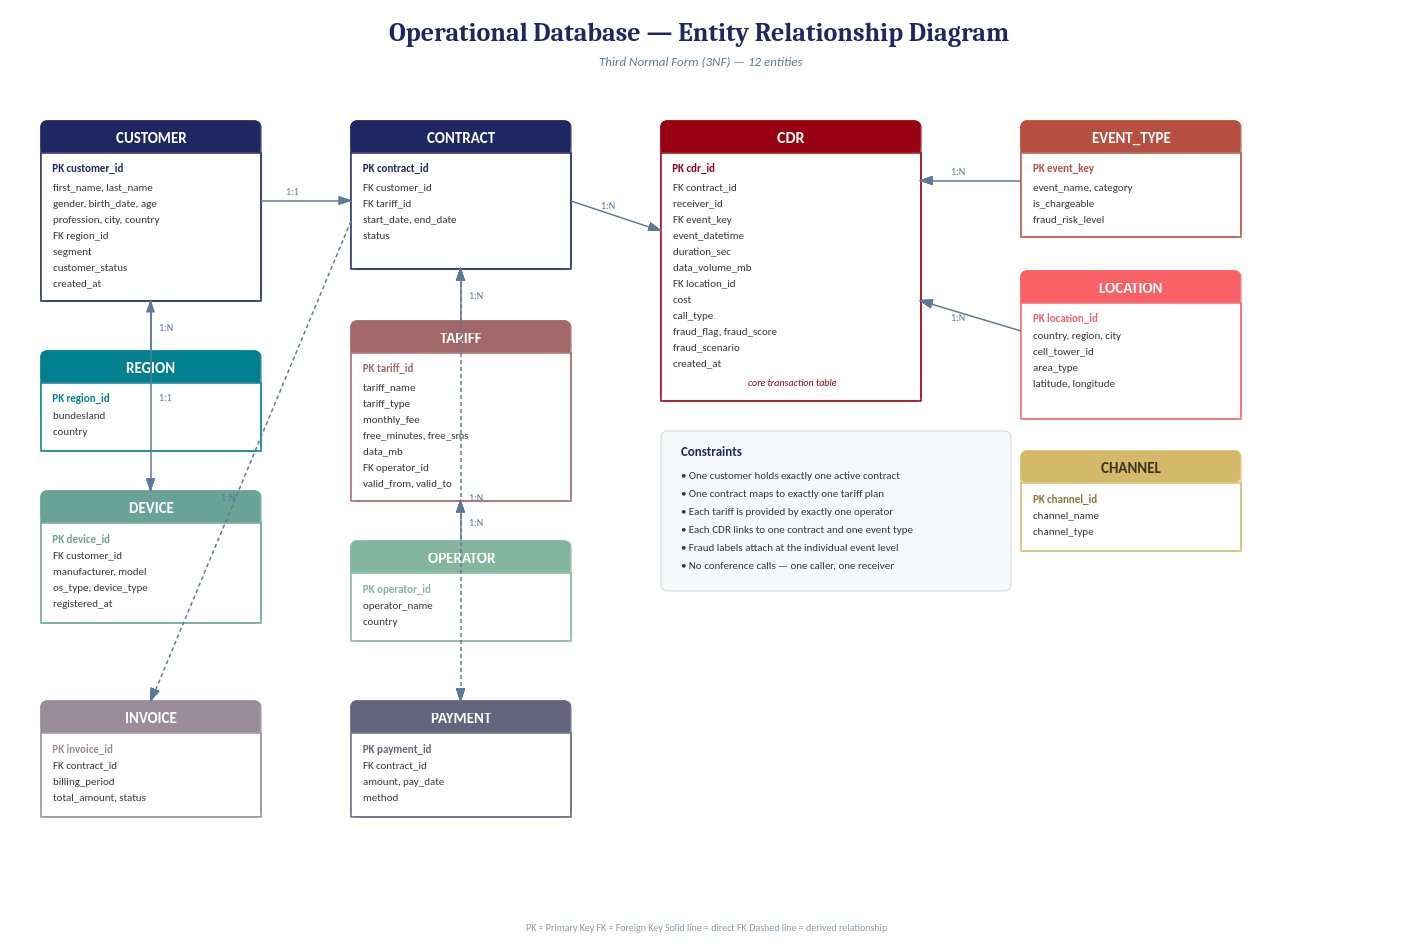 Operational Database — Entity Relationship Diagram
Third Normal Form (3NF) — 12 entities
CUSTOMER
PK customer_id
first_name, last_name
gender, birth_date, age
profession, city, country
FK region_id
segment
customer_status
created_at
1:1
CONTRACT
PK contract_id
FK customer_id
FK tariff_id
start_date, end_date
status
1:N
CDR
PK cdr_id
FK contract_id
receiver_id
FK event_key
event_datetime
duration_sec
data_volume_mb
FK location_id
cost
call_type
fraud_flag, fraud_score
fraud_scenario
created_at
core transaction table
1:N
EVENT_TYPE
PK event_key
event_name, category
is_chargeable
fraud_risk_level
1:N
LOCATION
PK location_id
country, region, city
cell_tower_id
area_type
latitude, longitude
1:N
REGION
PK region_id
bundesland
country
1:1
1:N
TARIFF
PK tariff_id
tariff_name
tariff_type
monthly_fee
free_minutes, free_sms
data_mb
FK operator_id
valid_from, valid_to
1:N
1:N
Constraints
• One customer holds exactly one active contract
• One contract maps to exactly one tariff plan
• Each tariff is provided by exactly one operator
• Each CDR links to one contract and one event type
• Fraud labels attach at the individual event level
• No conference calls — one caller, one receiver
CHANNEL
PK channel_id
channel_name
channel_type
1:N
DEVICE
PK device_id
FK customer_id
manufacturer, model
os_type, device_type
registered_at
OPERATOR
PK operator_id
operator_name
country
INVOICE
PK invoice_id
FK contract_id
billing_period
total_amount, status
PAYMENT
PK payment_id
FK contract_id
amount, pay_date
method
PK = Primary Key FK = Foreign Key Solid line = direct FK Dashed line = derived relationship